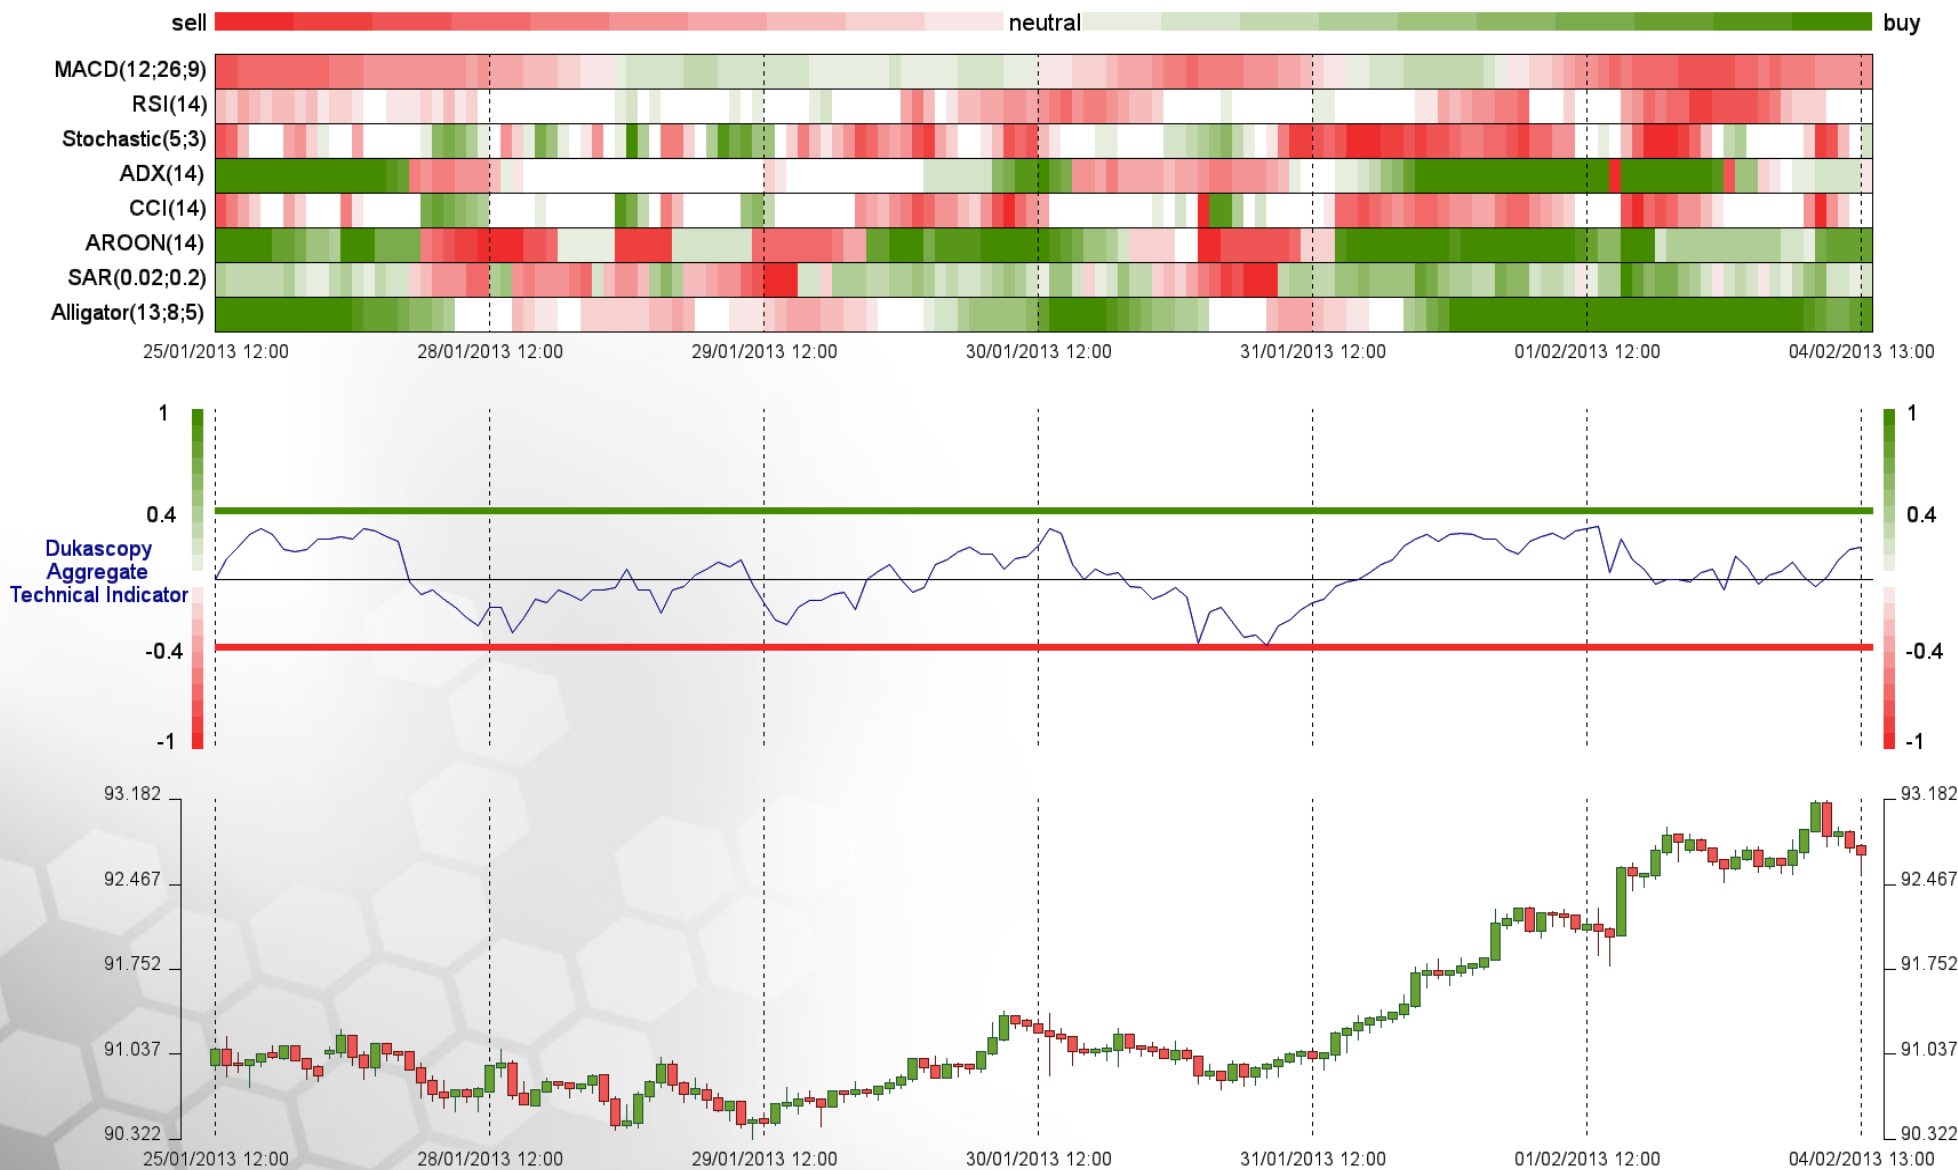 sell neutral buy
MACD(12;26;9)
RSI(14)
Stochastic(5;3)
ADX(14)
CCI(14)
AROON(14)
SAR(0.02;0.2)
Alligator(13;8;5)
25/01/2013 12:00 28/01/2013 12:00 29/01/2013 12:00 30/01/2013 12:00 31/01/2013 12:00 01/02/2013 12:00 04/02/2013 13:00
1 1
0.4 0.4
Dukascopy
Aggregate
Technical Indicator
-0.4 -0.4
-1 -1
93.182 93.182
92.467 92.467
91.752 91.752
91.037 91.037
90.322 90.322
25/01/2013 12:00 28/01/2013 12:00 29/01/2013 12:00 30/01/2013 12:00 31/01/2013 12:00 01/02/2013 12:00 04/02/2013 13:00